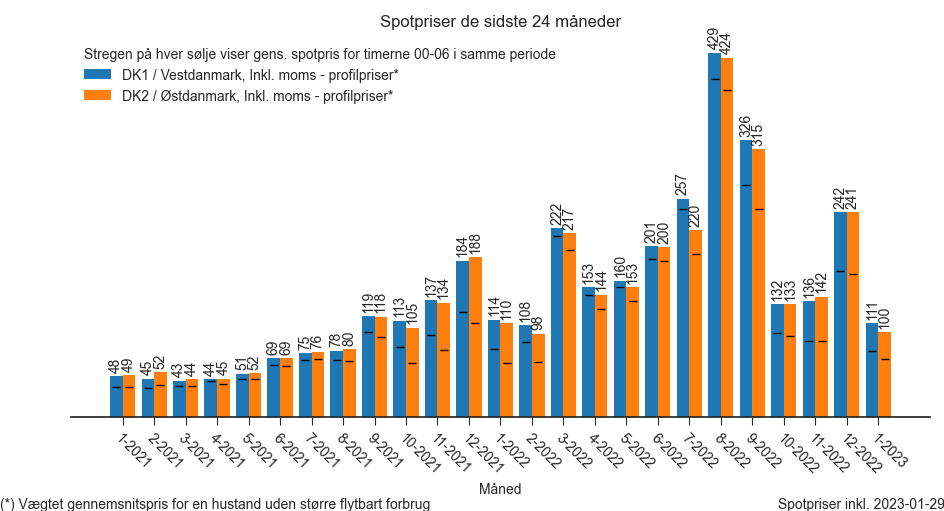 Spotpriser de sidste 24 måneder
Stregen på hver sølje viser gens. spotpris for timerne 00-06 i samme periode
DK1 / Vestdanmark, Inkl. moms - profilpriser*
DK2 / Østdanmark, Inkl. moms - profilpriser*
48 49 45 52 43 44 44 45 51 52 69 69 75 76 78 80 119 118 113 105 137 134 184 188 114 110 108 98 222 217 153 144 160 153 201 200 257 220 429 424 326 315 132 133 136 142 242 241 111 100
1-2021 2-2021 3-2021 4-2021 5-2021 6-2021 7-2021 8-2021 9-2021 10-2021 11-2021 12-2021 1-2022 2-2022 3-2022 4-2022 5-2022 6-2022 7-2022 8-2022 9-2022 10-2022 11-2022 12-2022 1-2023
Måned
(*) Vægtet gennemsnitspris for en hustand uden større flytbart forbrug
Spotpriser inkl. 2023-01-29